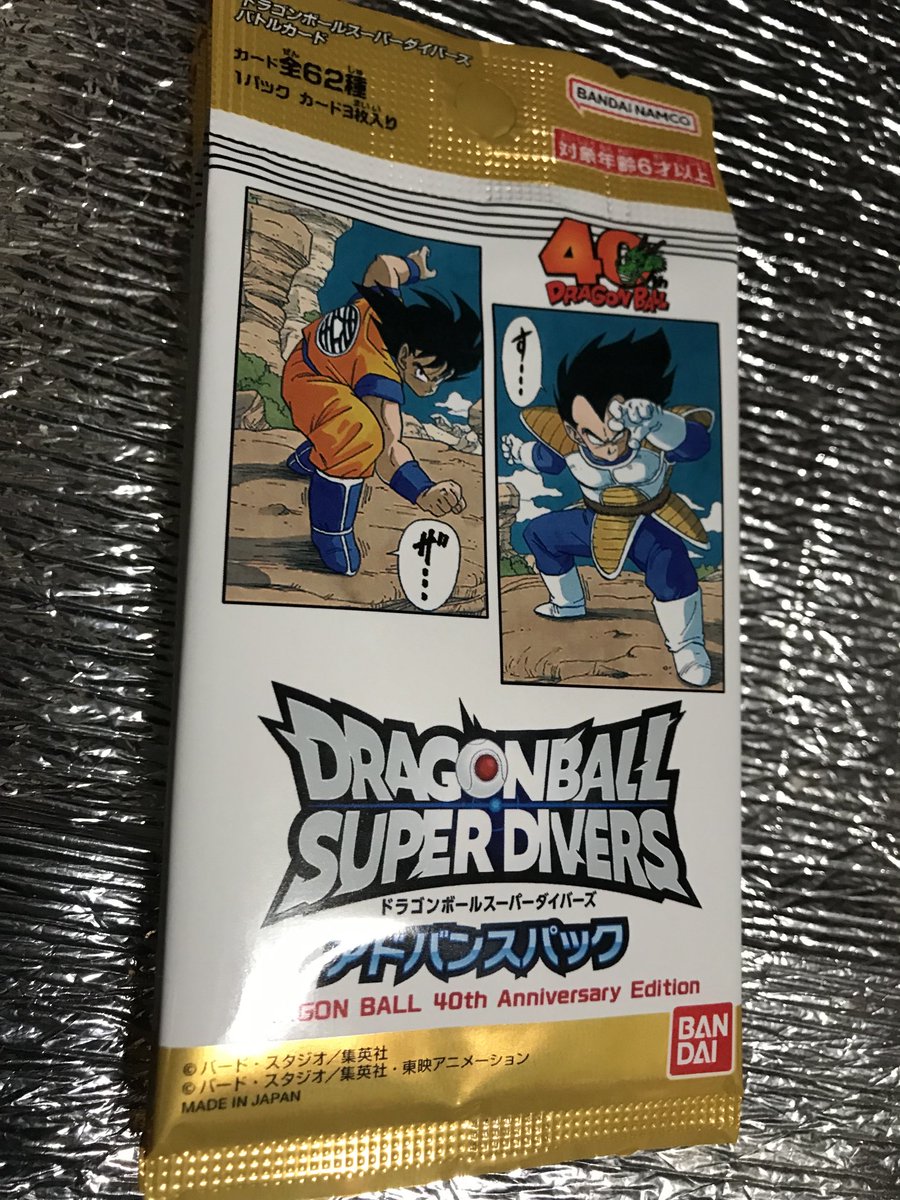 ドラゴンボールスーパーダイバーズ
バトルカード
カード全62種
1パック カード3枚入り
BANDAI NAMCO
対象年齢6才以上
40th
DRAGON BALL
す…
ザ…
DRAGONBALL
SUPER DIVERS
ドラゴンボールスーパーダイバーズ
アドバンスパック
GON BALL 40th Anniversary Edition
BAN
DAI
© バード・スタジオ/集英社
© バード・スタジオ/集英社・東映アニメーション
MADE IN JAPAN